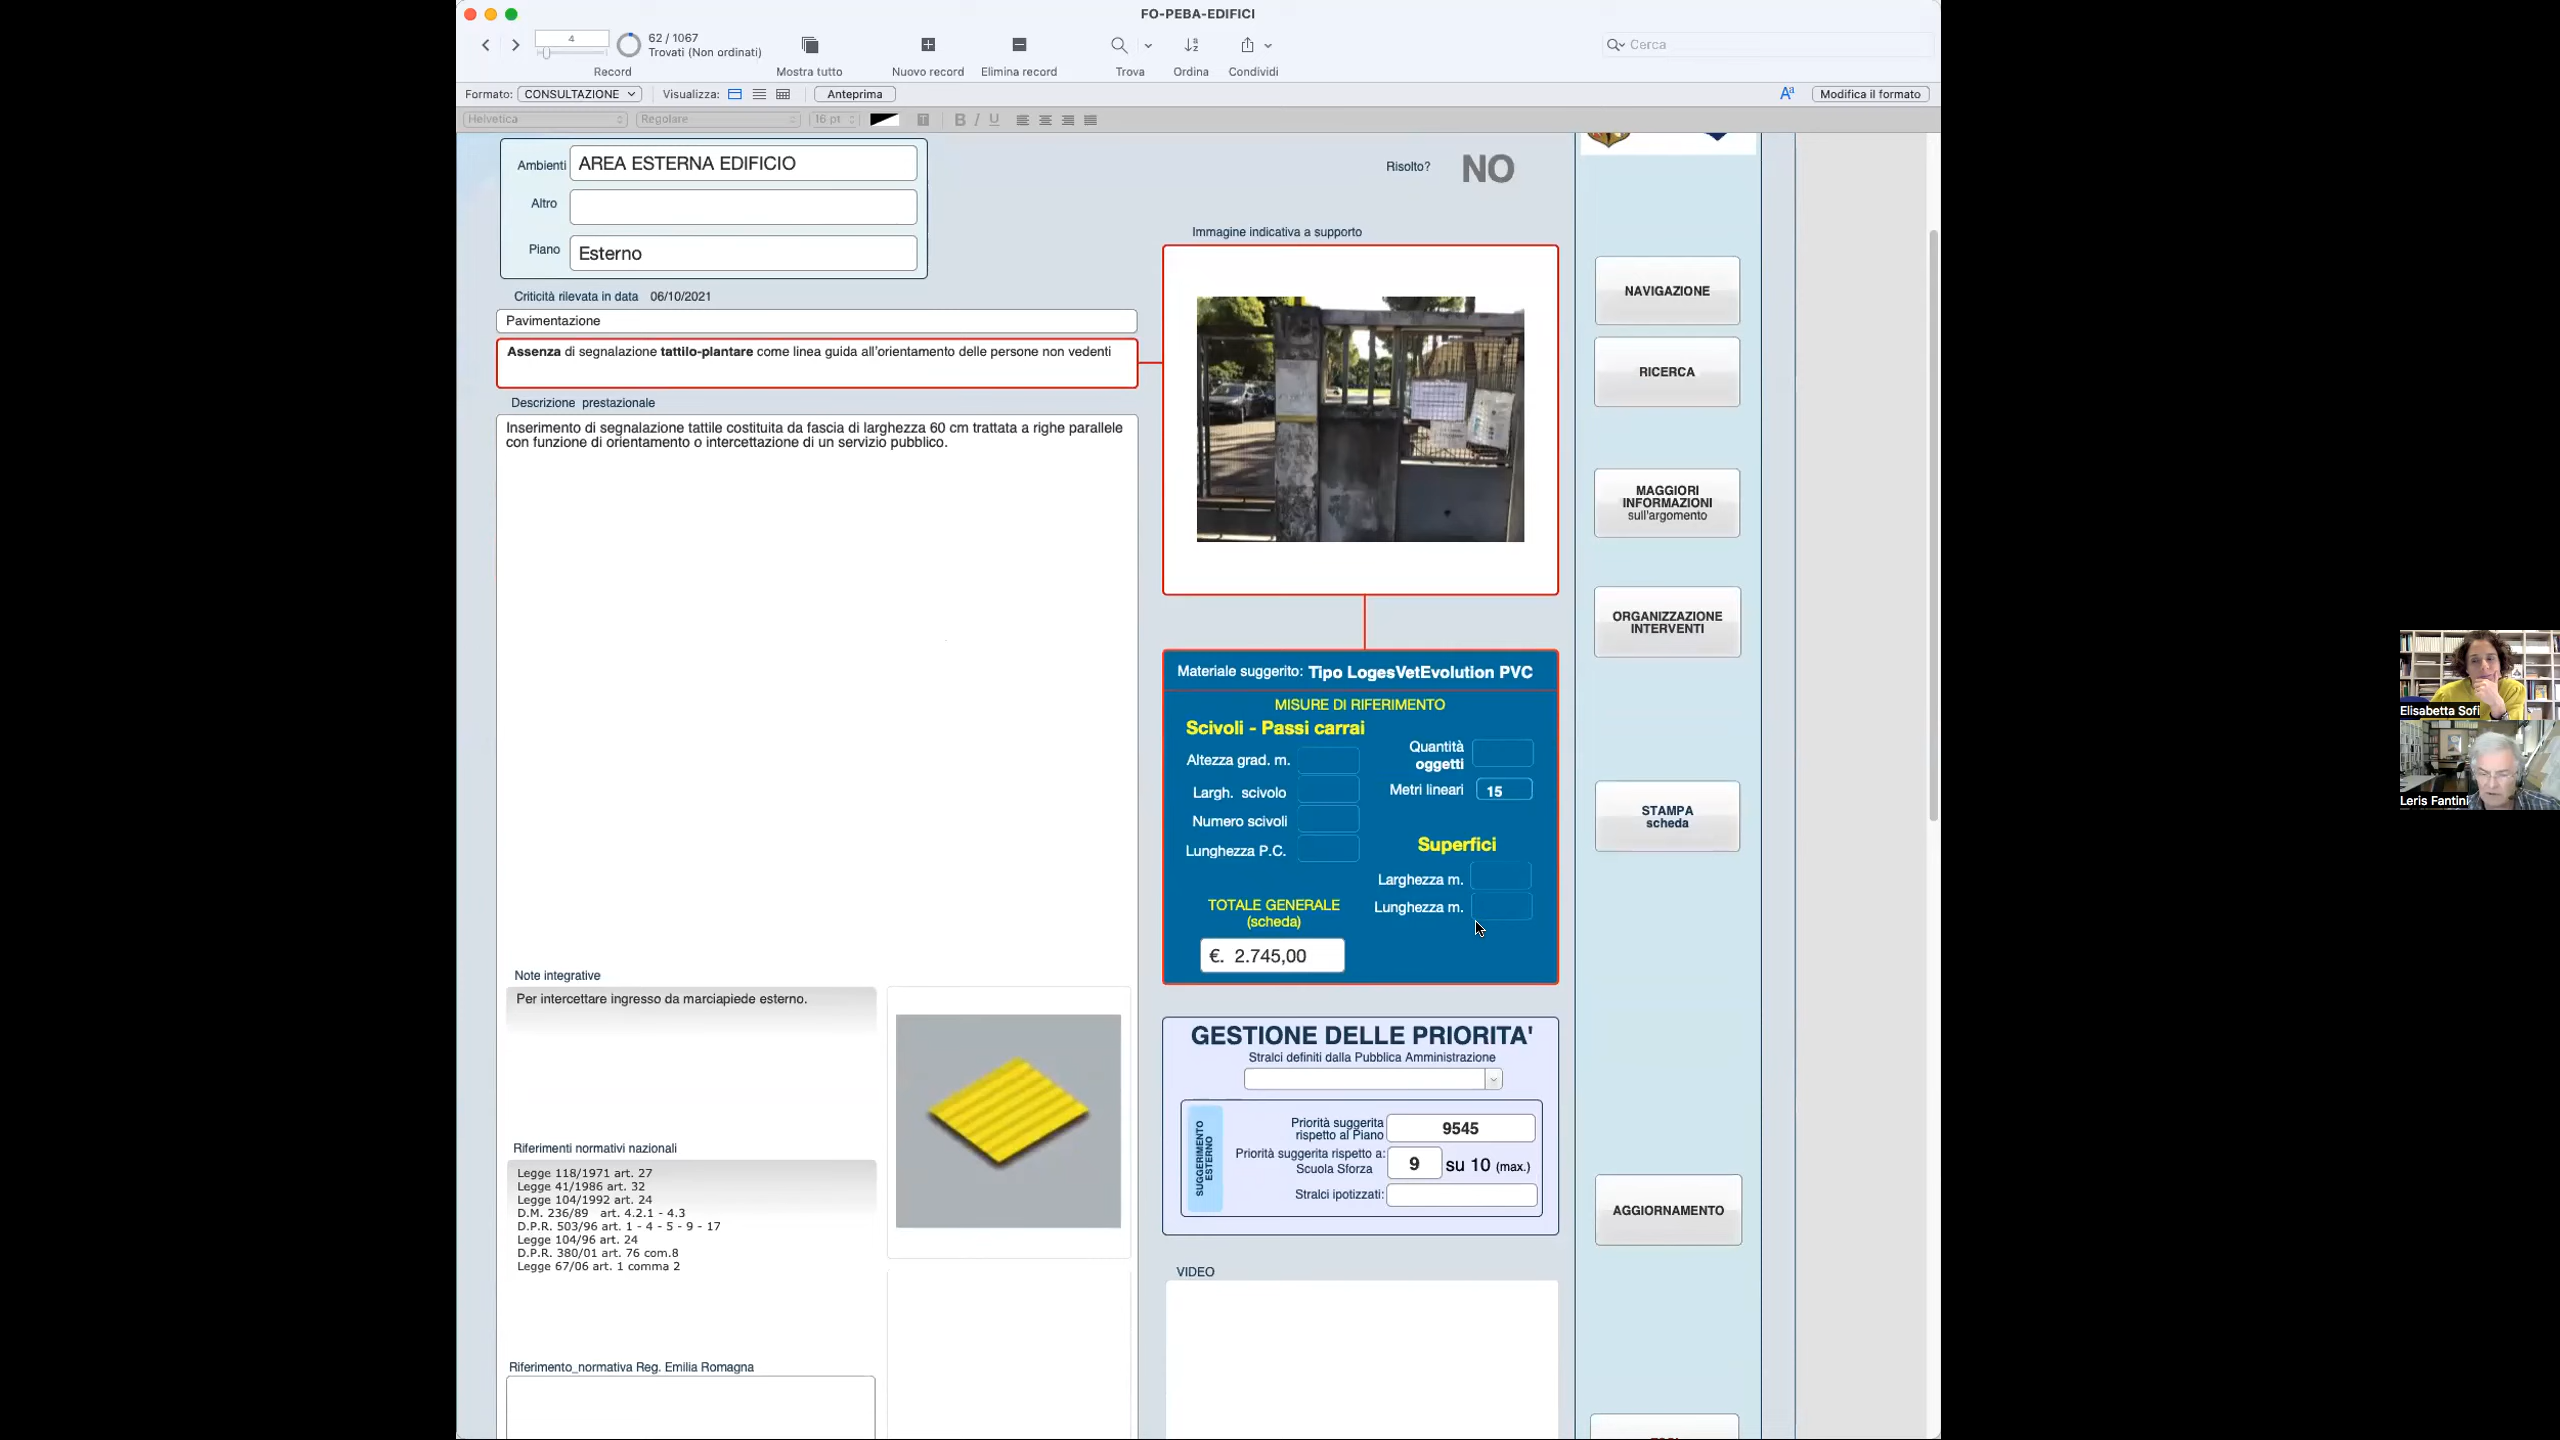 FO-PEBA-EDIFICI
4
62 / 1067
Trovati (Non ordinati)
Record
Mostra tutto
Nuovo record
Elimina record
Trova
Ordina
Condividi
Cerca
Formato:
CONSULTAZIONE
Visualizza:
Anteprima
Aa
Modifica il formato
Helvetica
Regolare
16 pt
T
B
I
U
Ambienti
AREA ESTERNA EDIFICIO
Altro
Piano
Esterno
Risolto?
NO
Criticità rilevata in data 06/10/2021
Pavimentazione
Assenza di segnalazione tattilo-plantare come linea guida all'orientamento delle persone non vedenti
Descrizione prestazionale
Inserimento di segnalazione tattile costituita da fascia di larghezza 60 cm trattata a righe parallele
con funzione di orientamento o intercettazione di un servizio pubblico.
Note integrative
Per intercettare ingresso da marciapiede esterno.
Riferimenti normativi nazionali
Legge 118/1971 art. 27
Legge 41/1986 art. 32
Legge 104/1992 art. 24
D.M. 236/89 art. 4.2.1 - 4.3
D.P.R. 503/96 art. 1 - 4 - 5 - 9 - 17
Legge 104/96 art. 24
D.P.R. 380/01 art. 76 com.8
Legge 67/06 art. 1 comma 2
Riferimento_normativa Reg. Emilia Romagna
Immagine indicativa a supporto
Materiale suggerito: Tipo LogesVetEvolution PVC
MISURE DI RIFERIMENTO
Scivoli - Passi carrai
Altezza grad. m.
Largh. scivolo
Numero scivoli
Lunghezza P.C.
Quantità
oggetti
Metri lineari
15
Superfici
Larghezza m.
Lunghezza m.
TOTALE GENERALE
(scheda)
€. 2.745,00
GESTIONE DELLE PRIORITA'
Stralci definiti dalla Pubblica Amministrazione
SUGGERIMENTO
ESTERNO
Priorità suggerita
rispetto al Piano
9545
Priorità suggerita rispetto a:
Scuola Sforza
9
su 10 (max.)
Stralci ipotizzati:
VIDEO
NAVIGAZIONE
RICERCA
MAGGIORI
INFORMAZIONI
sull'argomento
ORGANIZZAZIONE
INTERVENTI
STAMPA
scheda
AGGIORNAMENTO
Elisabetta Sofi
Leris Fantini